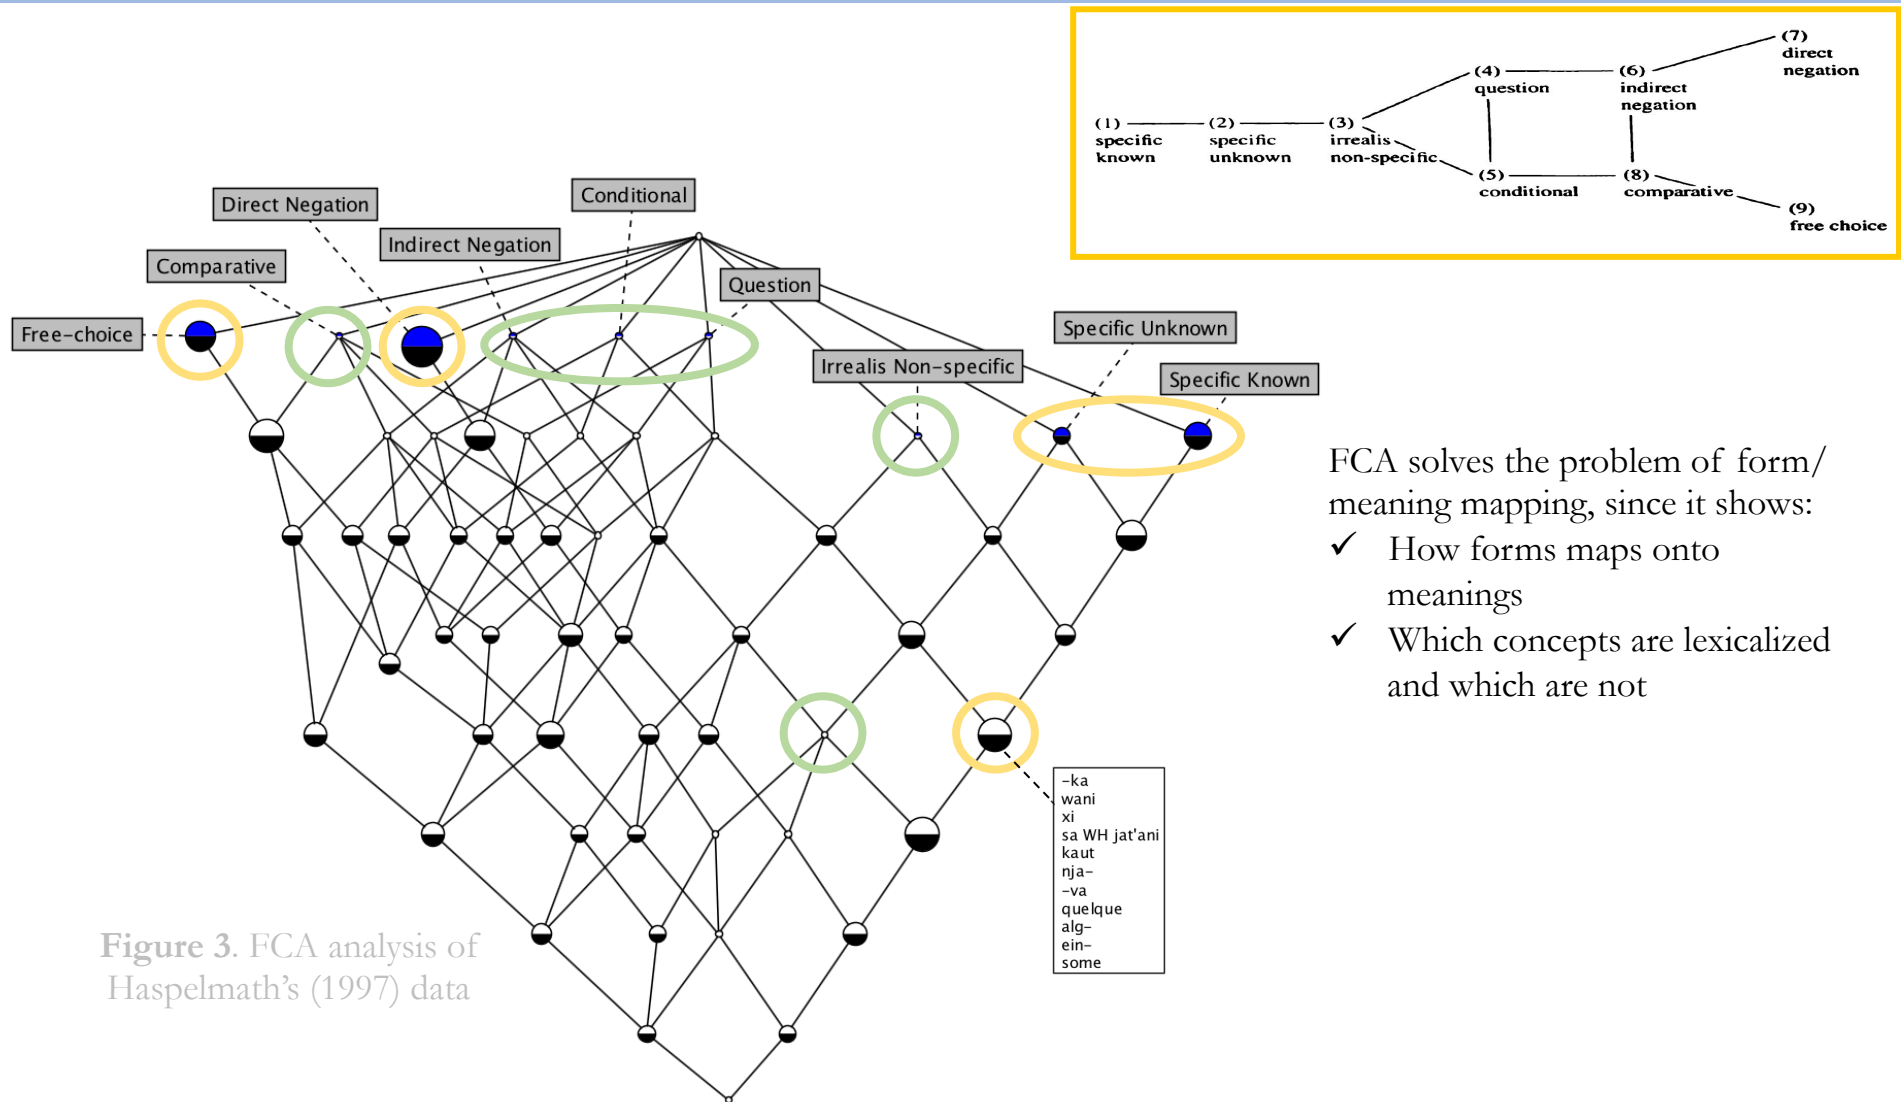 (7)
direct
negation
(4)
question
(6)
indirect
negation
(1)
specific
known
(2)
specific
unknown
(3)
irrealis
non-specific
(5)
conditional
(8)
comparative
(9)
free choice
Conditional
Direct Negation
Indirect Negation
Comparative
Question
Free-choice
Specific Unknown
Irrealis Non-specific
Specific Known
FCA solves the problem of form/
meaning mapping, since it shows:
✓ How forms maps onto
meanings
✓ Which concepts are lexicalized
and which are not
-ka
wani
xi
sa WH jat'ani
kaut
nja-
-va
quelque
alg-
ein-
some
Figure 3. FCA analysis of
Haspelmath’s (1997) data